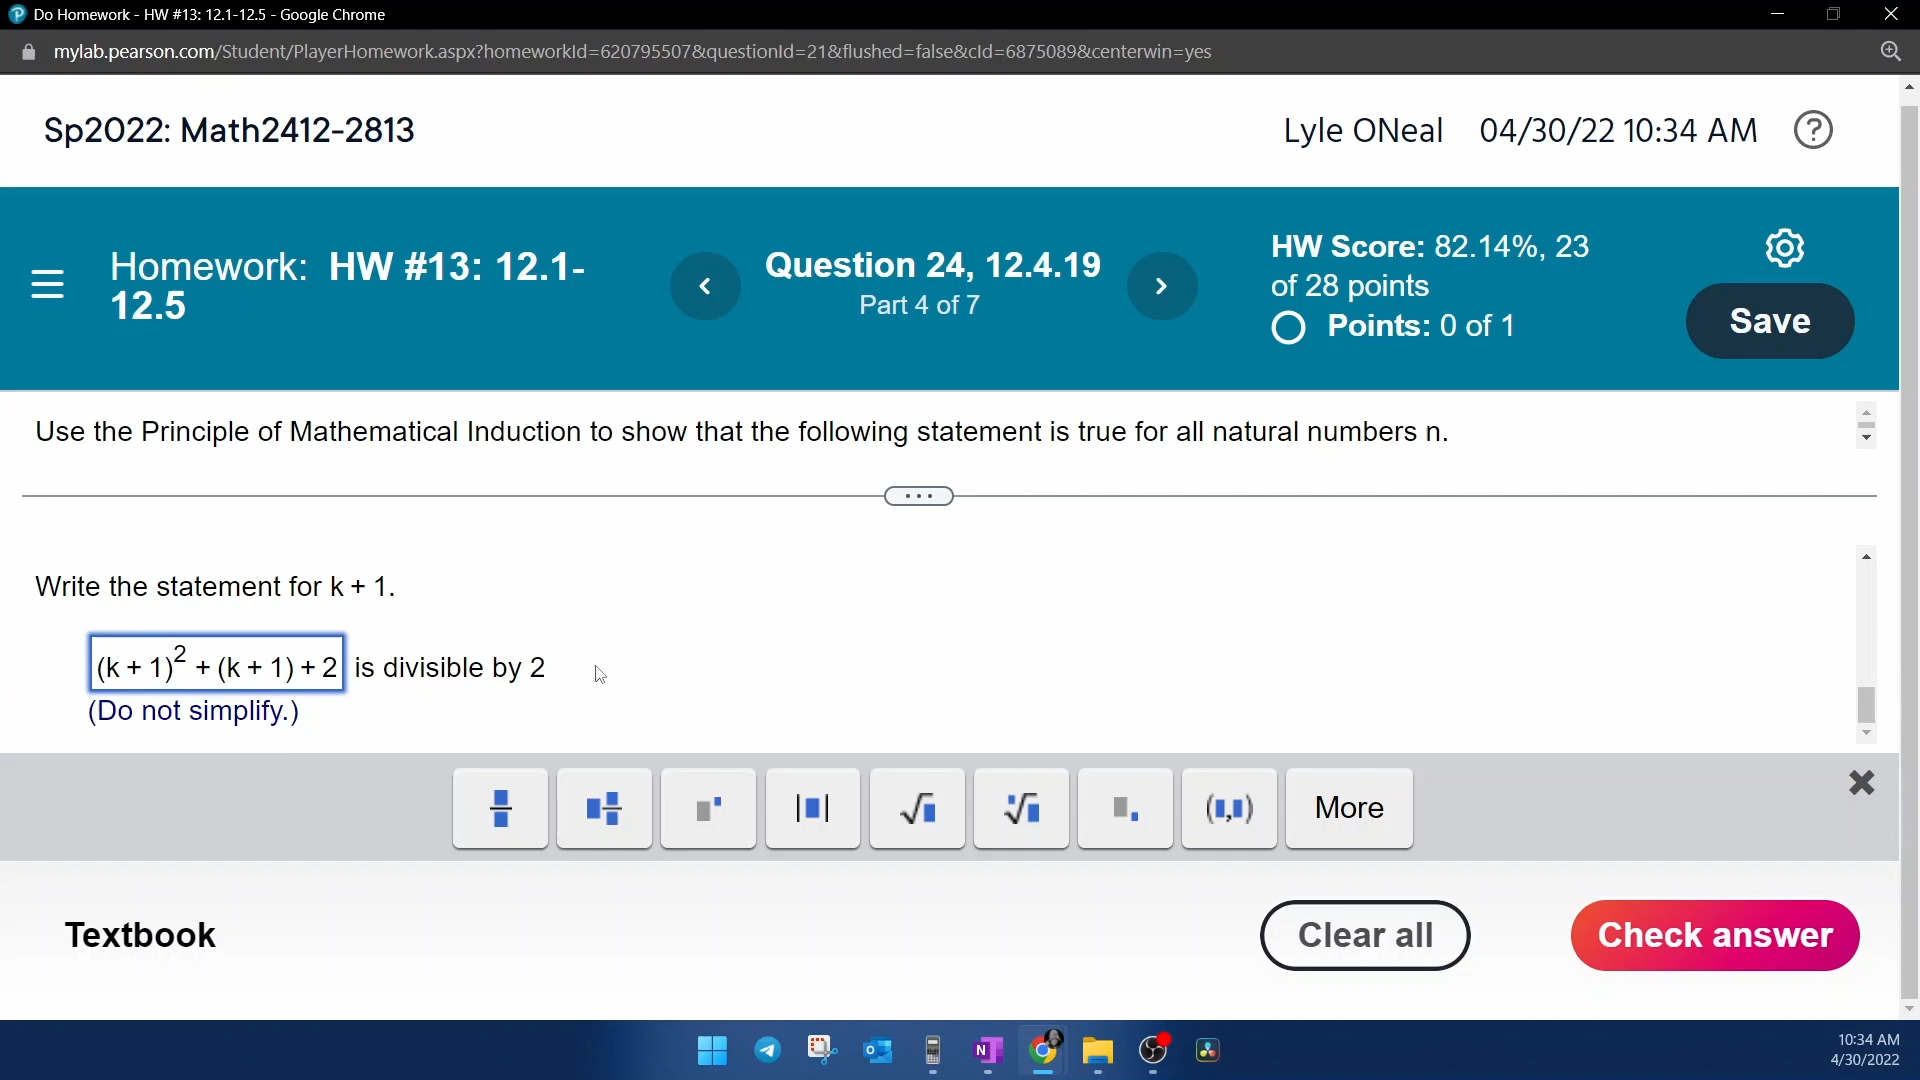 Do Homework - HW #13: 12.1-12.5 - Google Chrome
mylab.pearson.com/Student/PlayerHomework.aspx?homeworkId=620795507&questionId=21&flushed=false&cId=6875089&centerwin=yes
Sp2022: Math2412-2813
Lyle ONeal 04/30/22 10:34 AM
Homework: HW #13: 12.1-
12.5
Question 24, 12.4.19
Part 4 of 7
HW Score: 82.14%, 23
of 28 points
Points: 0 of 1
Save
Use the Principle of Mathematical Induction to show that the following statement is true for all natural numbers n.
Write the statement for k + 1.
(k + 1)² + (k + 1) + 2 is divisible by 2
(Do not simplify.)
More
Textbook
Clear all
Check answer
10:34 AM
4/30/2022